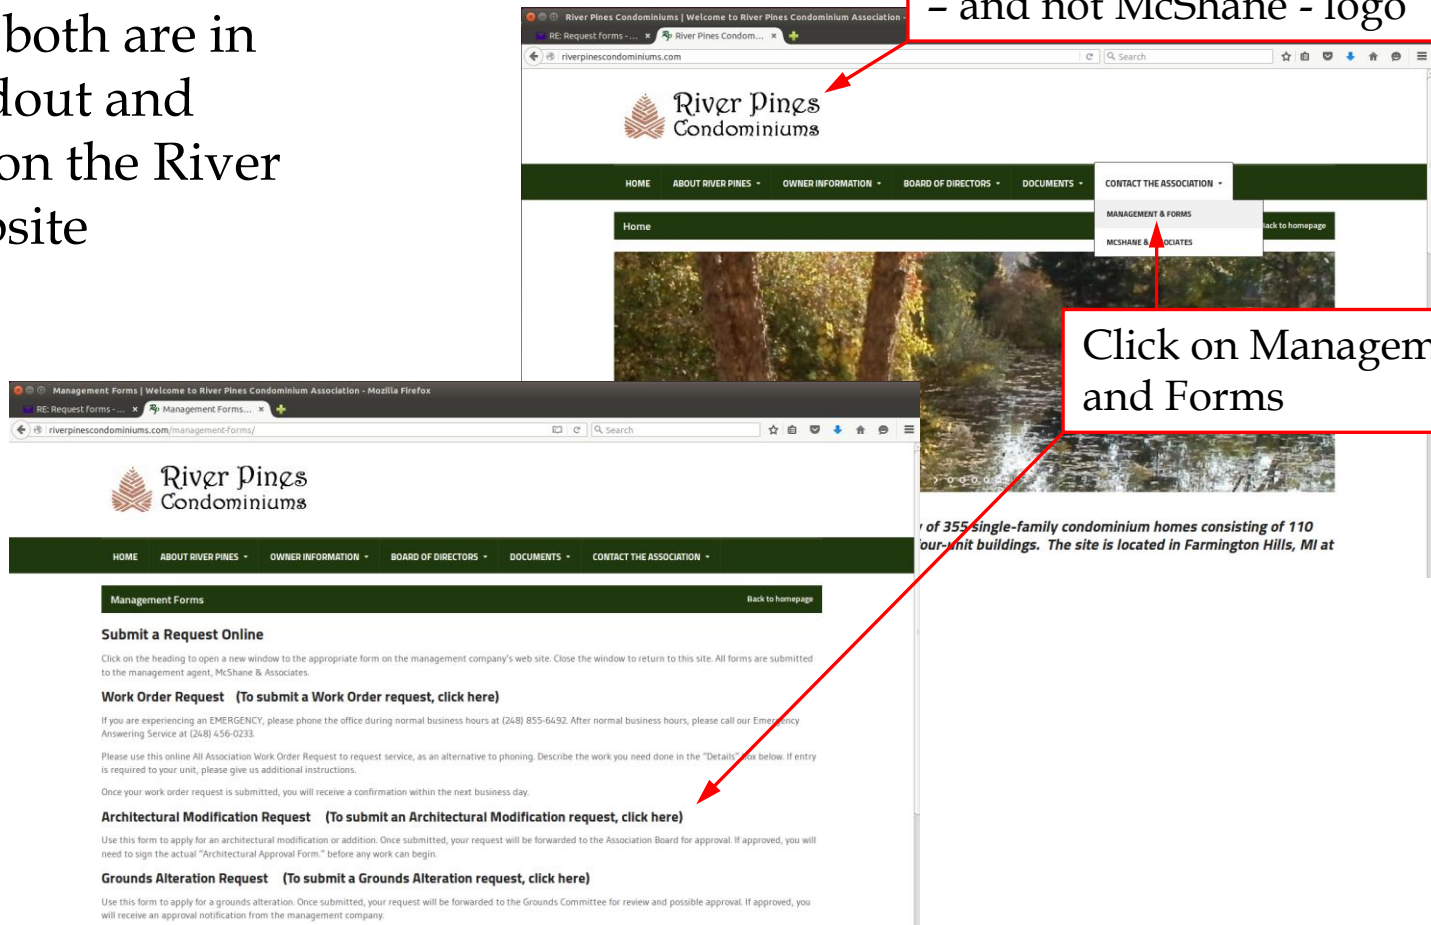 both are in
dout and
on the River
osite
– and not McShane - logo
River Pines Condominiums | Welcome to River Pines Condominium Association -
RE: Request forms - ... × River Pines Condom... ×
riverpinescondominiums.com Search
River Pines
Condominiums
HOME ABOUT RIVER PINES OWNER INFORMATION BOARD OF DIRECTORS DOCUMENTS CONTACT THE ASSOCIATION
MANAGEMENT & FORMS
Home Back to homepage
MCSHANE & ASSOCIATES
Click on Managem
and Forms
of 355 single-family condominium homes consisting of 110
four-unit buildings. The site is located in Farmington Hills, MI at
Management Forms | Welcome to River Pines Condominium Association - Mozilla Firefox
RE: Request forms - ... × Management Forms... ×
riverpinescondominiums.com/management-forms/ Search
River Pines
Condominiums
HOME ABOUT RIVER PINES OWNER INFORMATION BOARD OF DIRECTORS DOCUMENTS CONTACT THE ASSOCIATION
Management Forms Back to homepage
Submit a Request Online
Click on the heading to open a new window to the appropriate form on the management company's web site. Close the window to return to this site. All forms are submitted
to the management agent, McShane & Associates.
Work Order Request (To submit a Work Order request, click here)
If you are experiencing an EMERGENCY, please phone the office during normal business hours at (248) 855-6492. After normal business hours, please call our Emergency
Answering Service at (248) 456-0233.
Please use this online All Association Work Order Request to request service, as an alternative to phoning. Describe the work you need done in the "Details" box below. If entry
is required to your unit, please give us additional instructions.
Once your work order request is submitted, you will receive a confirmation within the next business day.
Architectural Modification Request (To submit an Architectural Modification request, click here)
Use this form to apply for an architectural modification or addition. Once submitted, your request will be forwarded to the Association Board for approval. If approved, you will
need to sign the actual "Architectural Approval Form." before any work can begin.
Grounds Alteration Request (To submit a Grounds Alteration request, click here)
Use this form to apply for a grounds alteration. Once submitted, your request will be forwarded to the Grounds Committee for review and possible approval. If approved, you
will receive an approval notification from the management company.